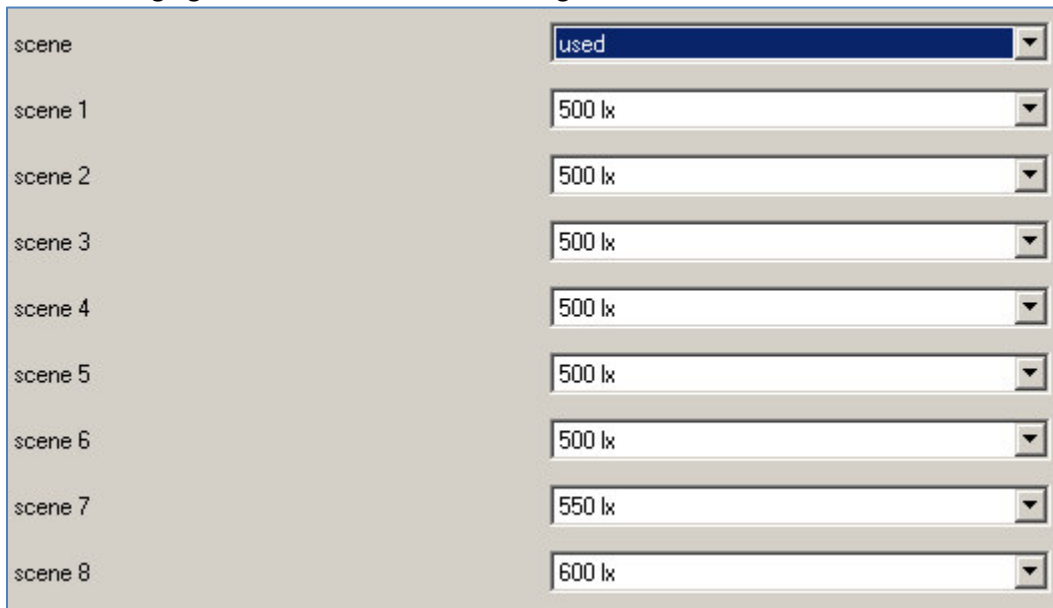 scene used
scene 1 500 lx
scene 2 500 lx
scene 3 500 lx
scene 4 500 lx
scene 5 500 lx
scene 6 500 lx
scene 7 550 lx
scene 8 600 lx